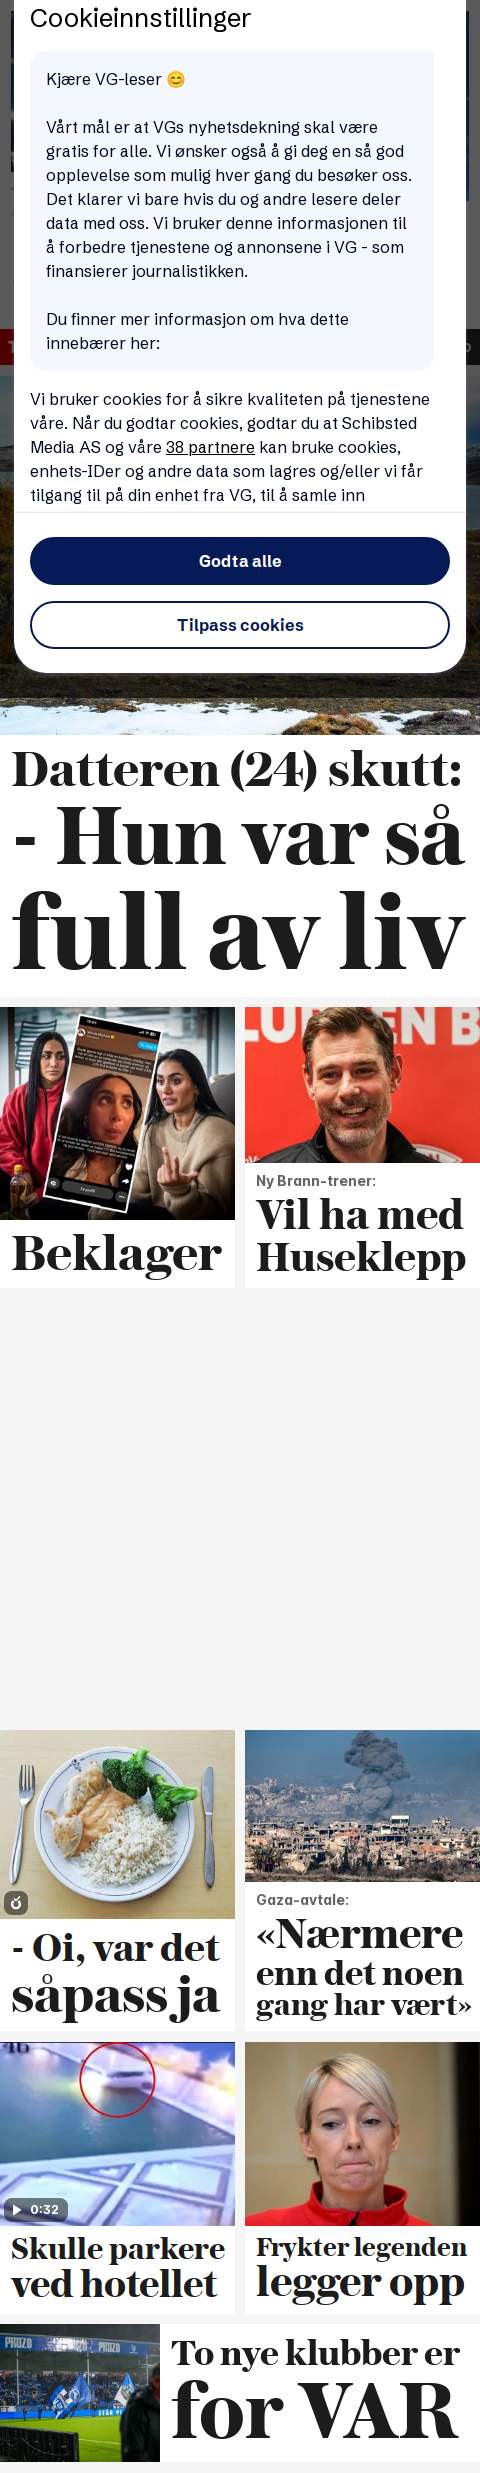 Cookieinnstillinger
Kjære VG-leser 😊
Vårt mål er at VGs nyhetsdekning skal være
gratis for alle. Vi ønsker også å gi deg en så god
opplevelse som mulig hver gang du besøker oss.
Det klarer vi bare hvis du og andre lesere deler
data med oss. Vi bruker denne informasjonen til
å forbedre tjenestene og annonsene i VG - som
finansierer journalistikken.
Du finner mer informasjon om hva dette
innebærer her:
Vi bruker cookies for å sikre kvaliteten på tjenestene
våre. Når du godtar cookies, godtar du at Schibsted
Media AS og våre 38 partnere kan bruke cookies,
enhets-IDer og andre data som lagres og/eller vi får
tilgang til på din enhet fra VG, til å samle inn
Godta alle
Tilpass cookies
Datteren (24) skutt:
- Hun var så
full av liv
Beklager
Ny Brann-trener:
Vil ha med
Huseklepp
- Oi, var det
såpass ja
Gaza-avtale:
«Nærmere
enn det noen
gang har vært»
0:32
Skulle parkere
ved hotellet
Frykter legenden
legger opp
PRUZO
PRUZO
To nye klubber er
for VAR